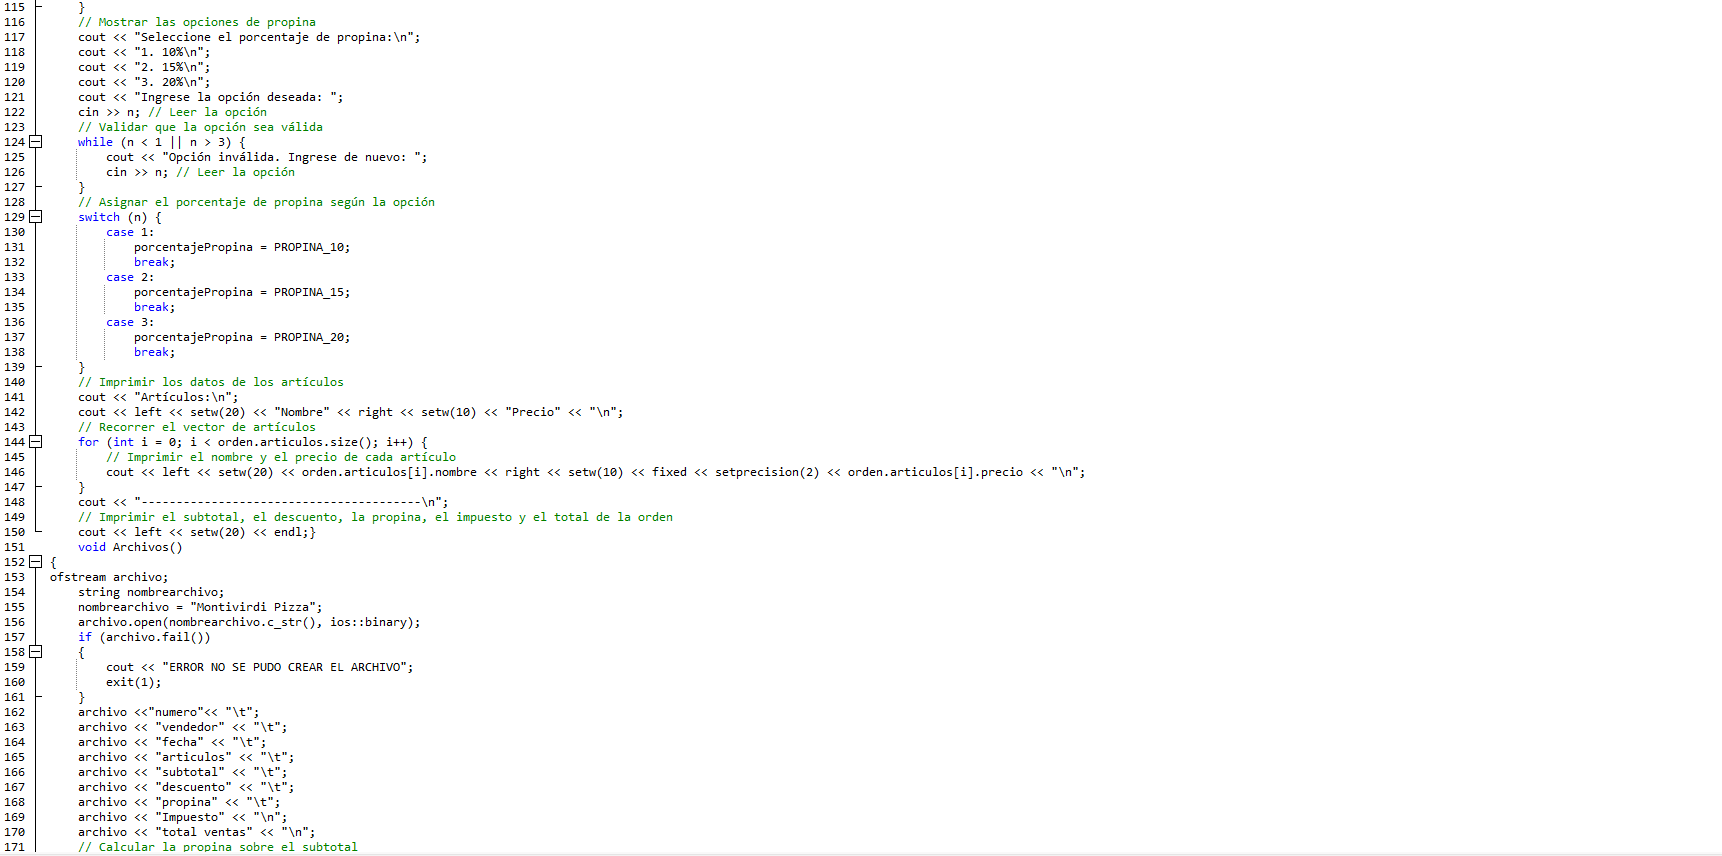 115 }
116 // Mostrar las opciones de propina
117 cout << "Seleccione el porcentaje de propina:\n";
118 cout << "1. 10%\n";
119 cout << "2. 15%\n";
120 cout << "3. 20%\n";
121 cout << "Ingrese la opción deseada: ";
122 cin >> n; // Leer la opción
123 // Validar que la opción sea válida
124 while (n < 1 || n > 3) {
125 cout << "Opción inválida. Ingrese de nuevo: ";
126 cin >> n; // Leer la opción
127 }
128 // Asignar el porcentaje de propina según la opción
129 switch (n) {
130 case 1:
131 porcentajePropina = PROPINA_10;
132 break;
133 case 2:
134 porcentajePropina = PROPINA_15;
135 break;
136 case 3:
137 porcentajePropina = PROPINA_20;
138 break;
139 }
140 // Imprimir los datos de los artículos
141 cout << "Artículos:\n";
142 cout << left << setw(20) << "Nombre" << right << setw(10) << "Precio" << "\n";
143 // Recorrer el vector de artículos
144 for (int i = 0; i < orden.articulos.size(); i++) {
145 // Imprimir el nombre y el precio de cada artículo
146 cout << left << setw(20) << orden.articulos[i].nombre << right << setw(10) << fixed << setprecision(2) << orden.articulos[i].precio << "\n";
147 }
148 cout << "----------------------------------------\n";
149 // Imprimir el subtotal, el descuento, la propina, el impuesto y el total de la orden
150 cout << left << setw(20) << endl;}
151 void Archivos()
152 {
153 ofstream archivo;
154 string nombrearchivo;
155 nombrearchivo = "Montivirdi Pizza";
156 archivo.open(nombrearchivo.c_str(), ios::binary);
157 if (archivo.fail())
158 {
159 cout << "ERROR NO SE PUDO CREAR EL ARCHIVO";
160 exit(1);
161 }
162 archivo <<"numero"<< "\t";
163 archivo << "vendedor" << "\t";
164 archivo << "fecha" << "\t";
165 archivo << "articulos" << "\t";
166 archivo << "subtotal" << "\t";
167 archivo << "descuento" << "\t";
168 archivo << "propina" << "\t";
169 archivo << "Impuesto" << "\n";
170 archivo << "total ventas" << "\n";
171 // Calcular la propina sobre el subtotal